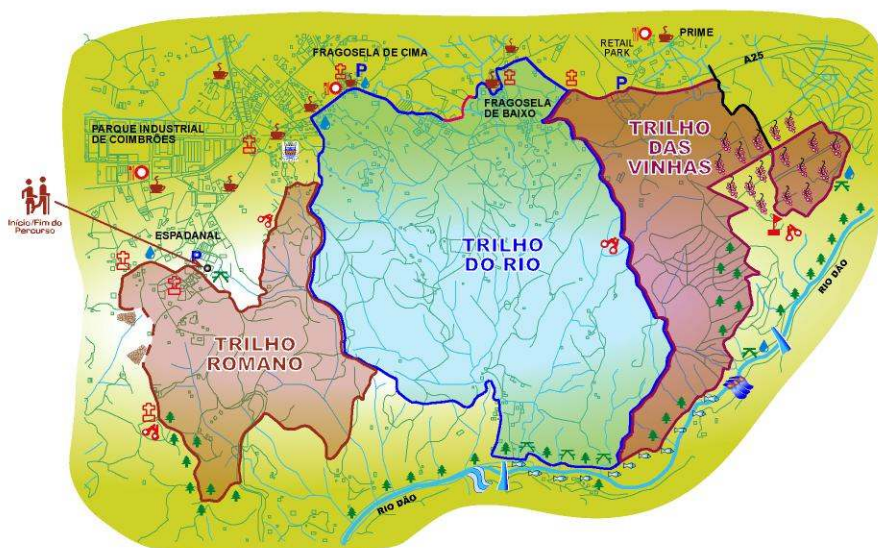 PRIME
RETAIL
PARK
P
A25
FRAGOSELA DE CIMA
P
FRAGOSELA
DE BAIXO
PARQUE INDUSTRIAL
DE COIMBRÕES
TRILHO
DAS
VINHAS
Início/Fim do
Percurso
ESPADANAL
P
TRILHO
DO RIO
RIO DÃO
TRILHO
ROMANO
RIO DÃO